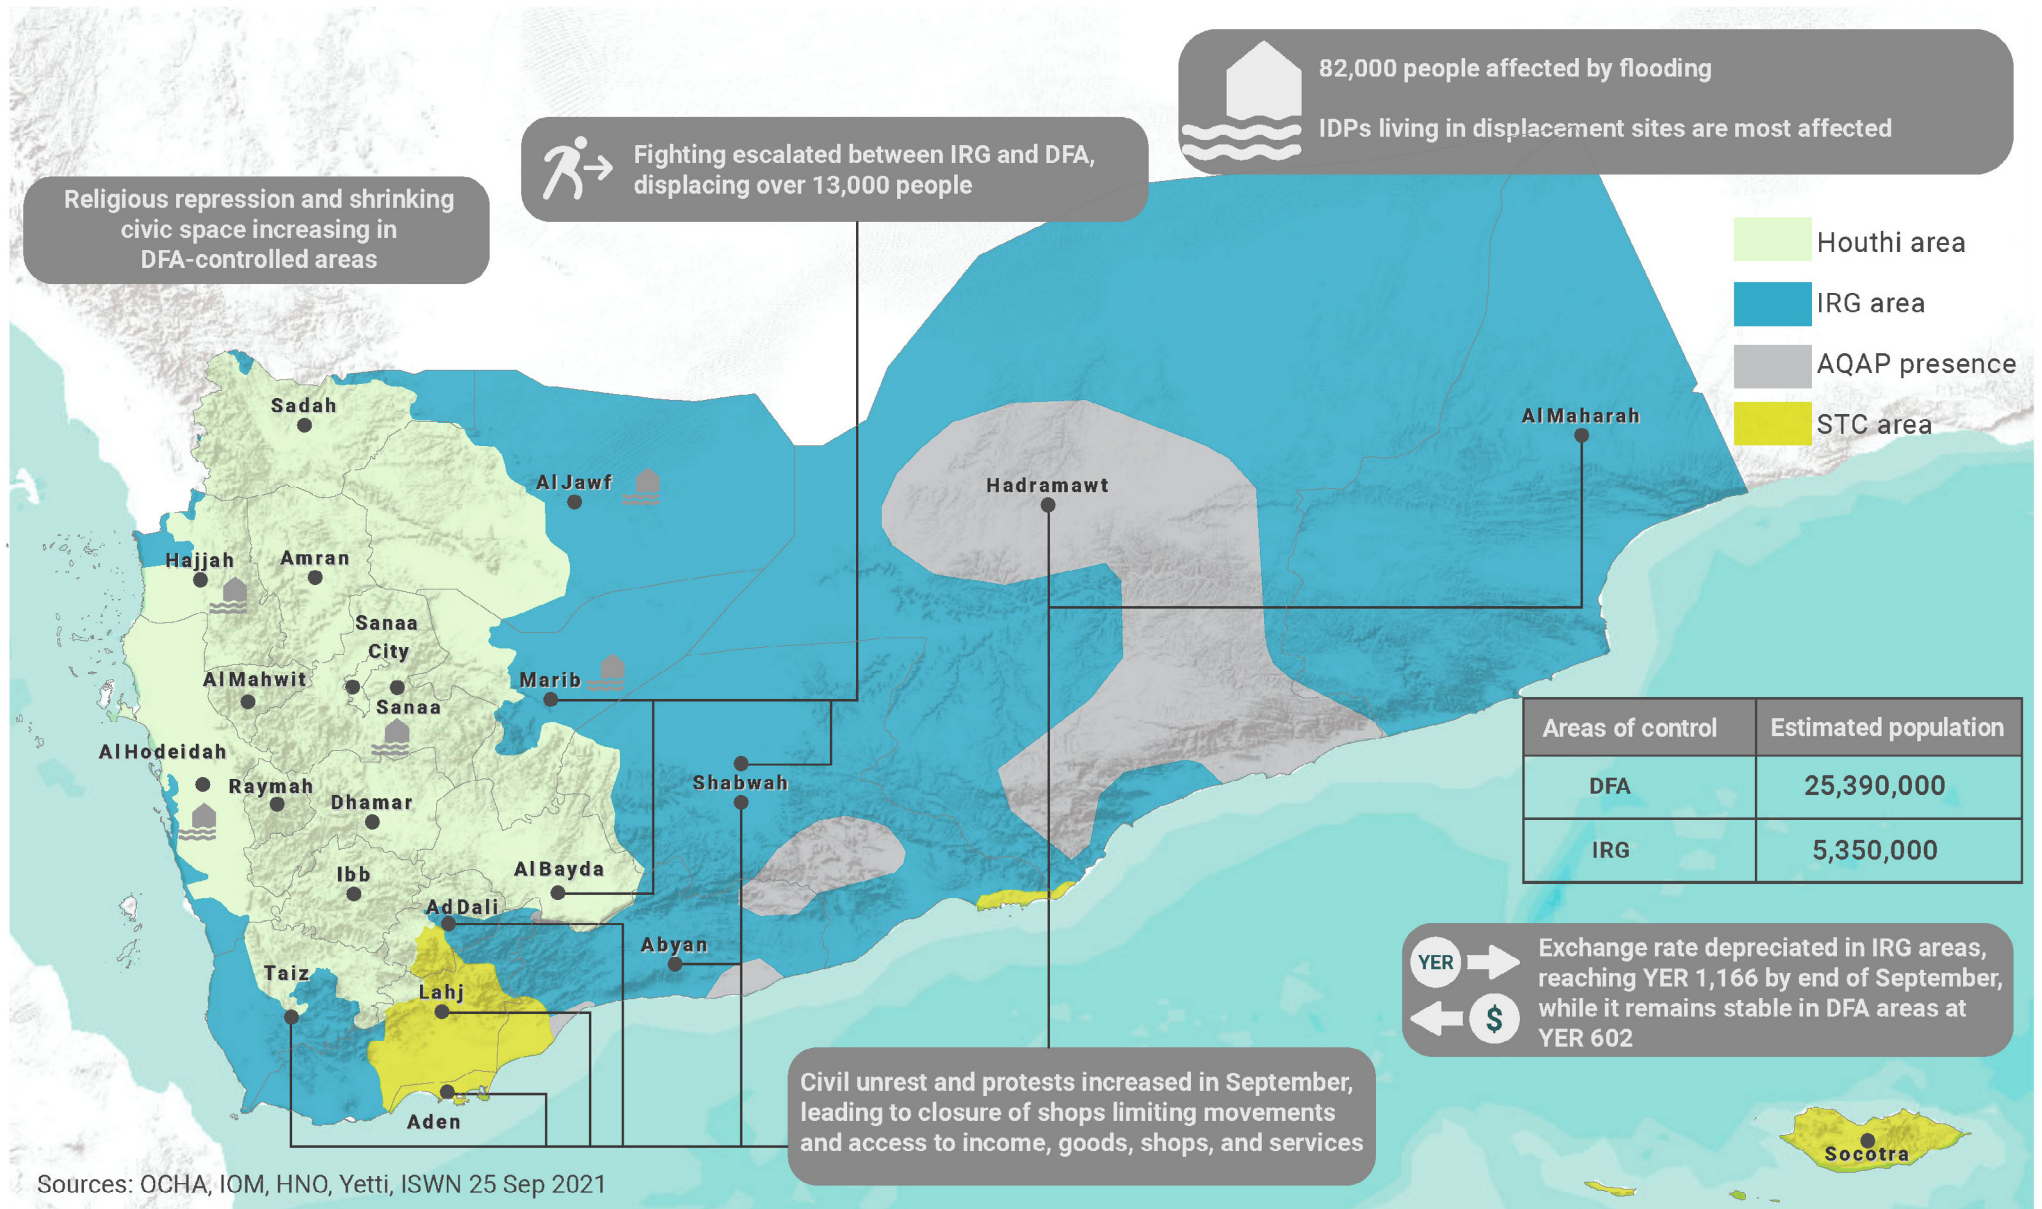 82,000 people affected by flooding
IDPs living in displacement sites are most affected
Fighting escalated between IRG and DFA,
displacing over 13,000 people
Religious repression and shrinking
civic space increasing in
DFA-controlled areas
Houthi area
IRG area
AQAP presence
STC area
Sadah
Al Jawf
Hadramawt
Al Maharah
Hajjah
Amran
Sanaa
City
Al Mahwit
Marib
Sanaa
Al Hodeidah
Raymah
Dhamar
Shabwah
Ibb
Al Bayda
Ad Dali
Abyan
Taiz
Lahj
Aden
Socotra
Areas of control Estimated population
DFA 25,390,000
IRG 5,350,000
YER
$
Exchange rate depreciated in IRG areas,
reaching YER 1,166 by end of September,
while it remains stable in DFA areas at
YER 602
Civil unrest and protests increased in September,
leading to closure of shops limiting movements
and access to income, goods, shops, and services
Sources: OCHA, IOM, HNO, Yetti, ISWN 25 Sep 2021